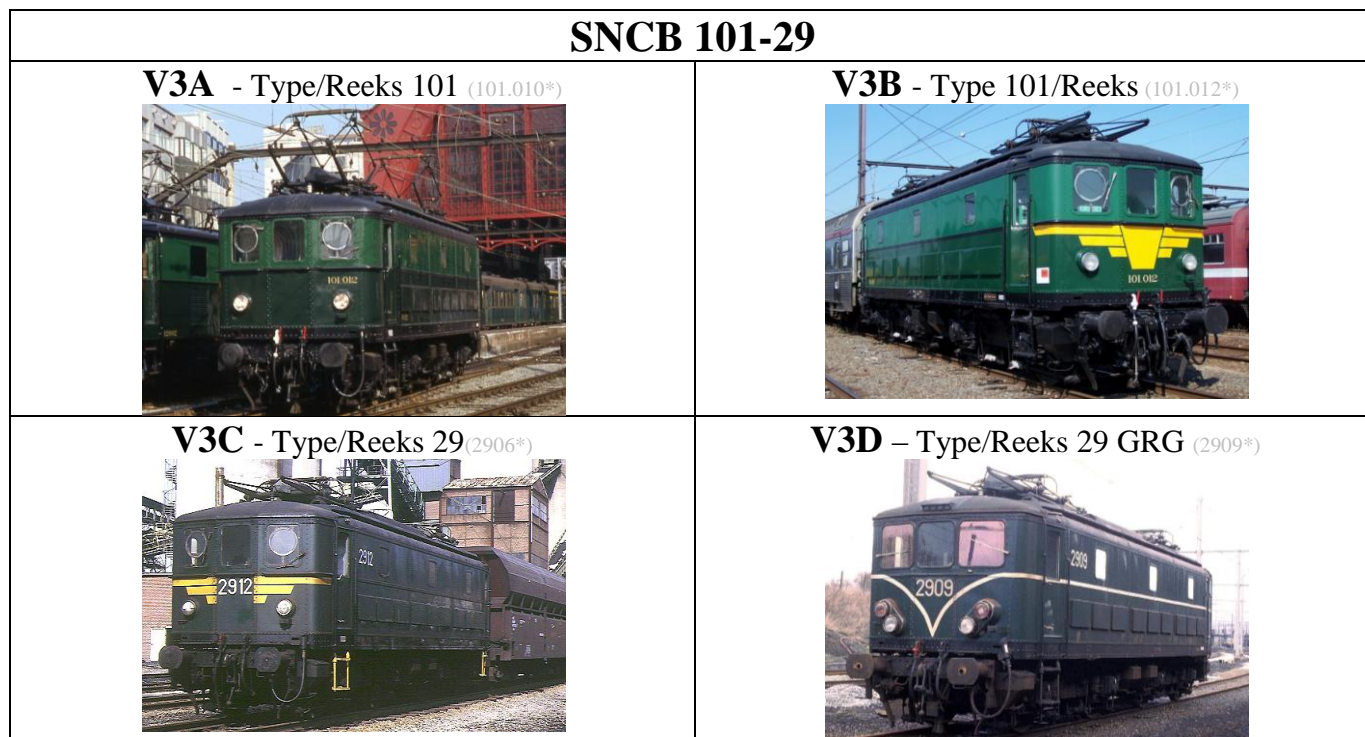 SNCB 101-29
V3A - Type/Reeks 101 (101.010*)
V3B - Type 101/Reeks (101.012*)
101.012
101.012
V3C - Type/Reeks 29(2906*)
V3D – Type/Reeks 29 GRG (2909*)
2912
2912
2909
2909